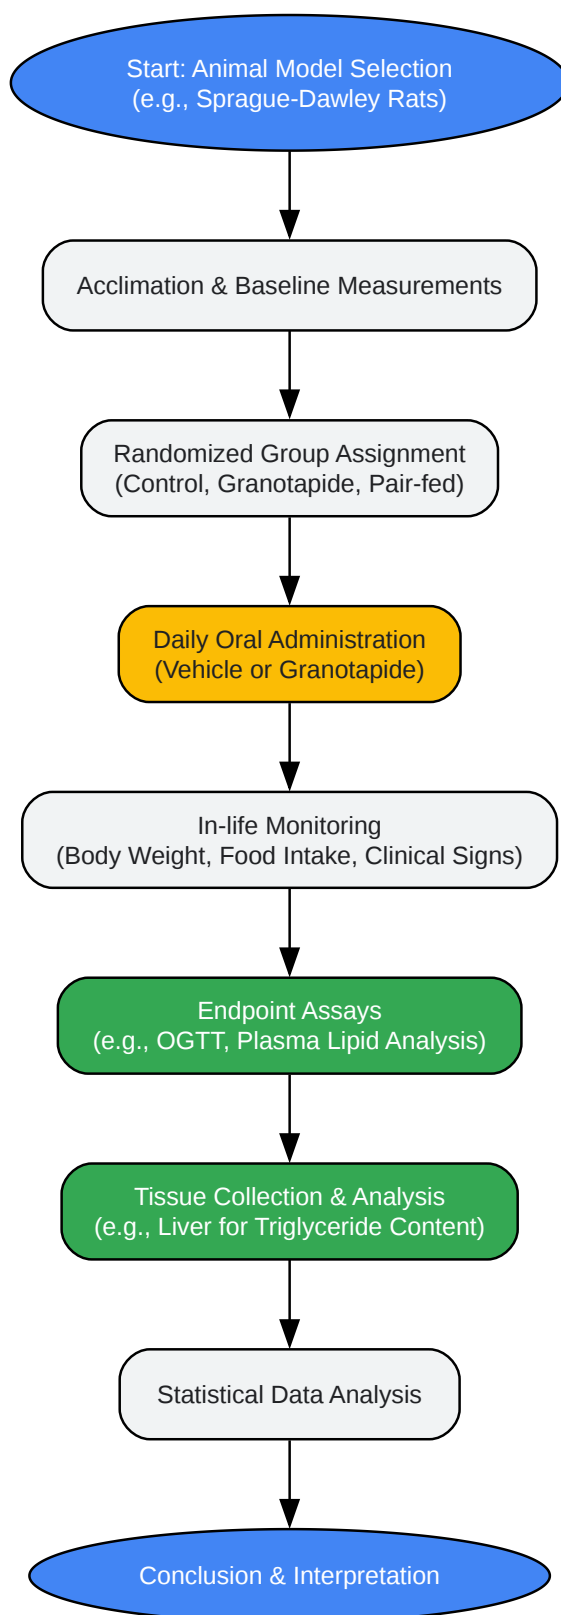 Start: Animal Model Selection
(e.g., Sprague-Dawley Rats)
Acclimation & Baseline Measurements
Randomized Group Assignment
(Control, Granotapide, Pair-fed)
Daily Oral Administration
(Vehicle or Granotapide)
In-life Monitoring
(Body Weight, Food Intake, Clinical Signs)
Endpoint Assays
(e.g., OGTT, Plasma Lipid Analysis)
Tissue Collection & Analysis
(e.g., Liver for Triglyceride Content)
Statistical Data Analysis
Conclusion & Interpretation